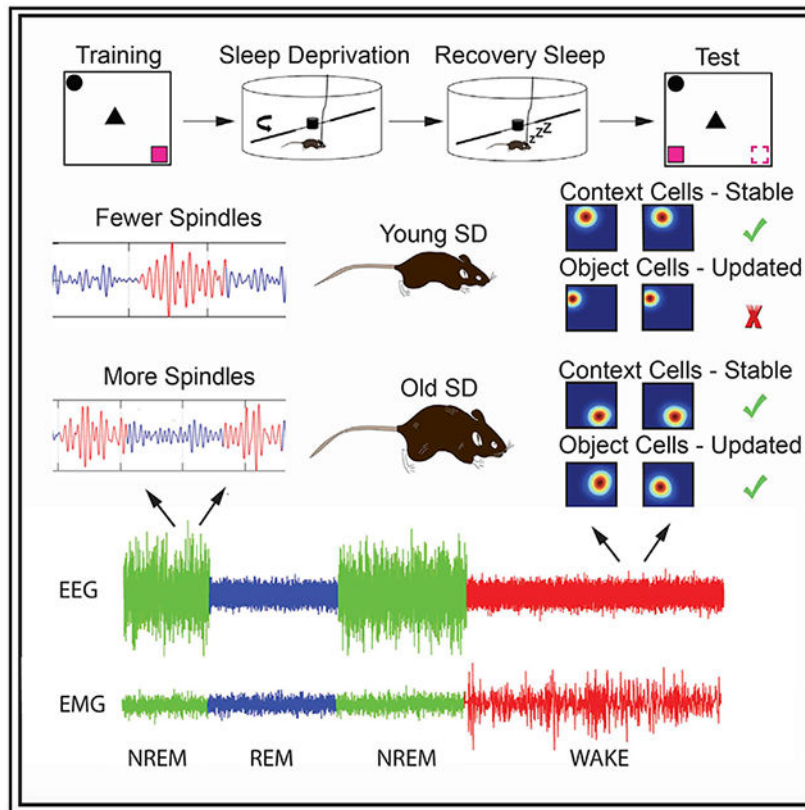 Training
Sleep Deprivation
Recovery Sleep
Test
zZZ
Fewer Spindles
Young SD
Context Cells - Stable
Object Cells - Updated
X
More Spindles
Old SD
Context Cells - Stable
Object Cells - Updated
EEG
EMG
NREM
REM
NREM
WAKE